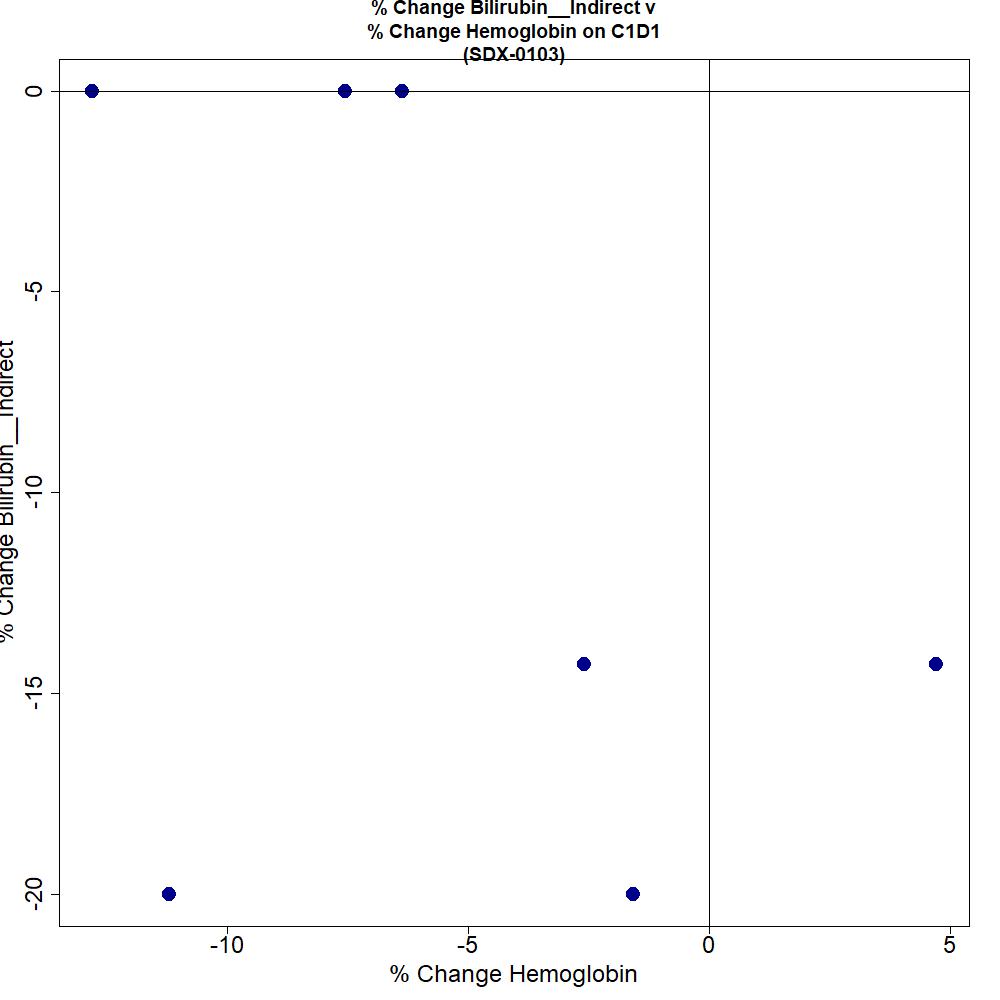 % Change Bilirubin__Indirect v
% Change Hemoglobin on C1D1
(SDX-0103)
0
-5
-10
-15
-20
% Change Bilirubin__Indirect
-10
-5
0
5
% Change Hemoglobin